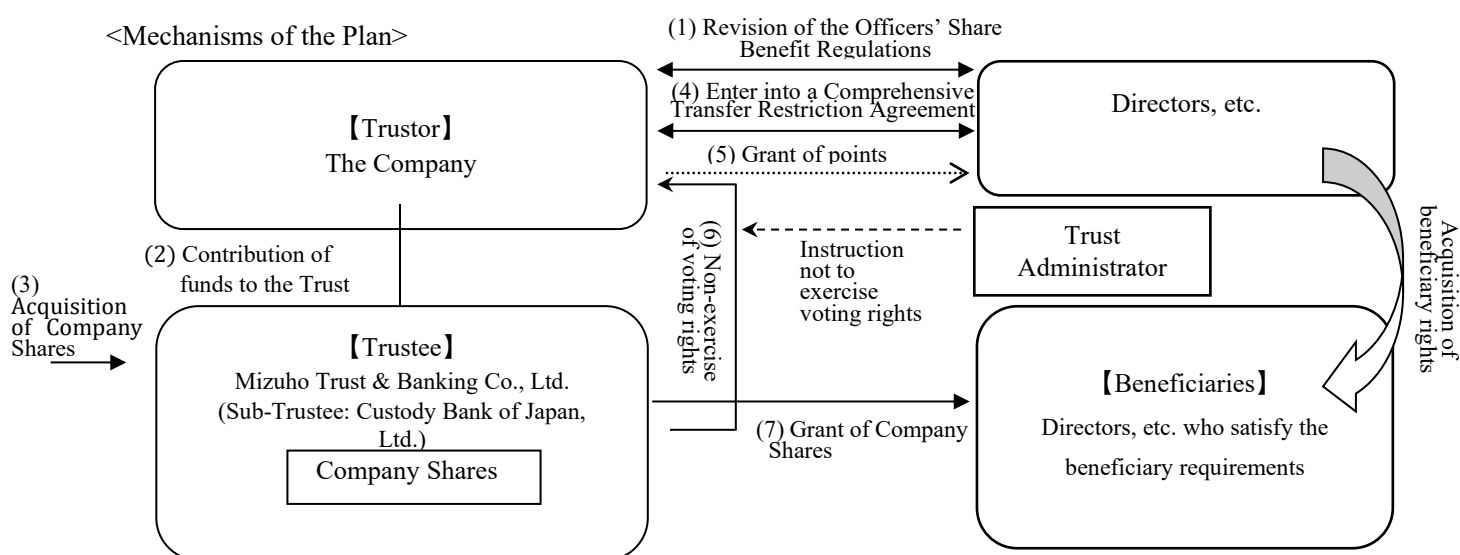 <Mechanisms of the Plan>
(1) Revision of the Officers’ Share
Benefit Regulations
(4) Enter into a Comprehensive
Transfer Restriction Agreement
(5) Grant of points
【Trustor】
The Company
Directors, etc.
(2) Contribution of
funds to the Trust
(3)
Acquisition
of Company
Shares
(6) Non-exercise
of voting rights
Instruction
not to
exercise
voting rights
Trust
Administrator
Acquisition of
beneficiary rights
【Trustee】
Mizuho Trust & Banking Co., Ltd.
(Sub-Trustee: Custody Bank of Japan,
Ltd.)
Company Shares
(7) Grant of Company
Shares
【Beneficiaries】
Directors, etc. who satisfy the
beneficiary requirements